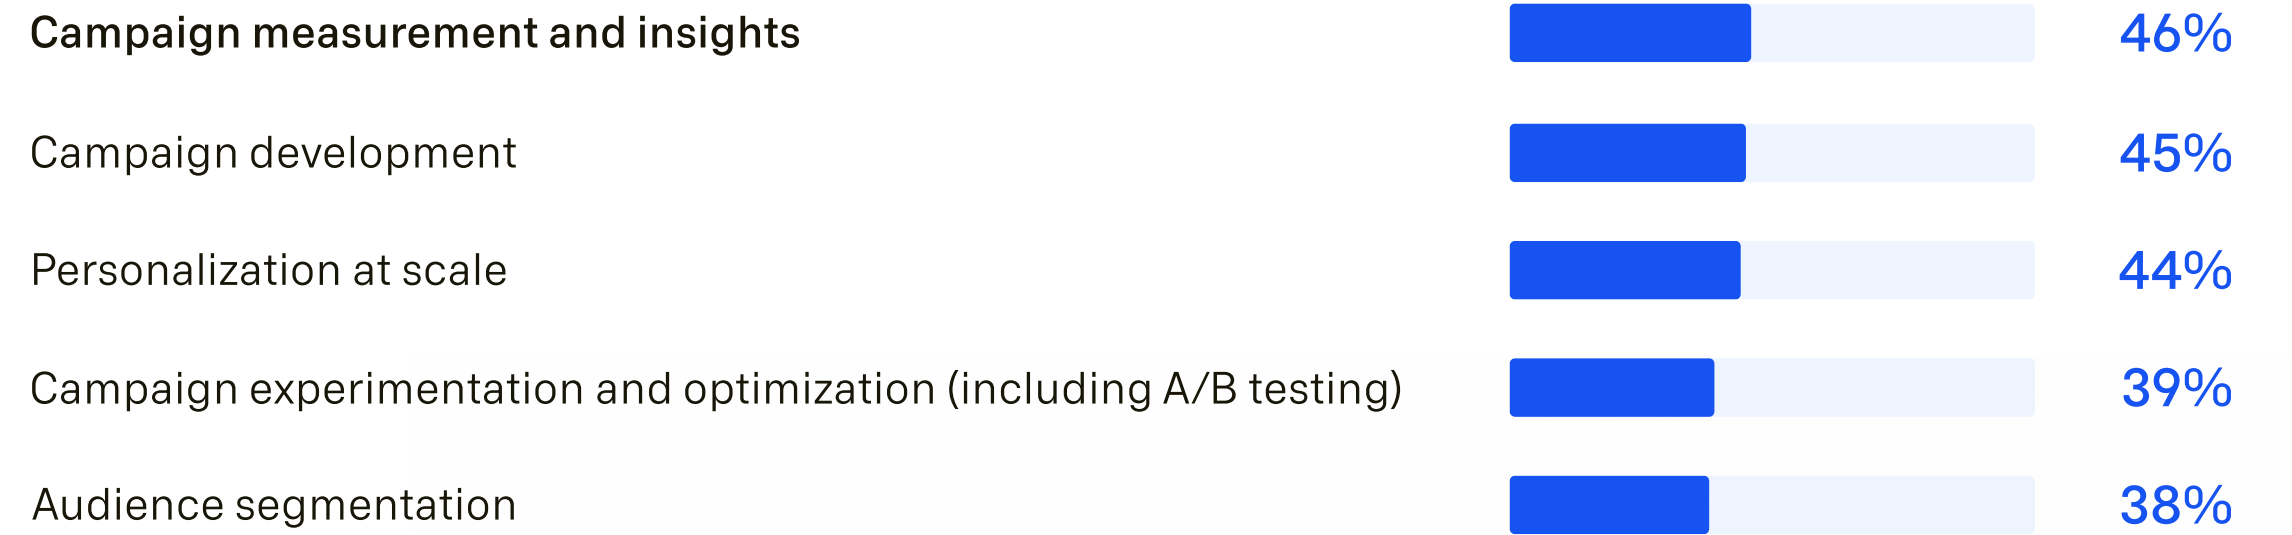 Campaign measurement and insights 46%
Campaign development 45%
Personalization at scale 44%
Campaign experimentation and optimization (including A/B testing) 39%
Audience segmentation 38%